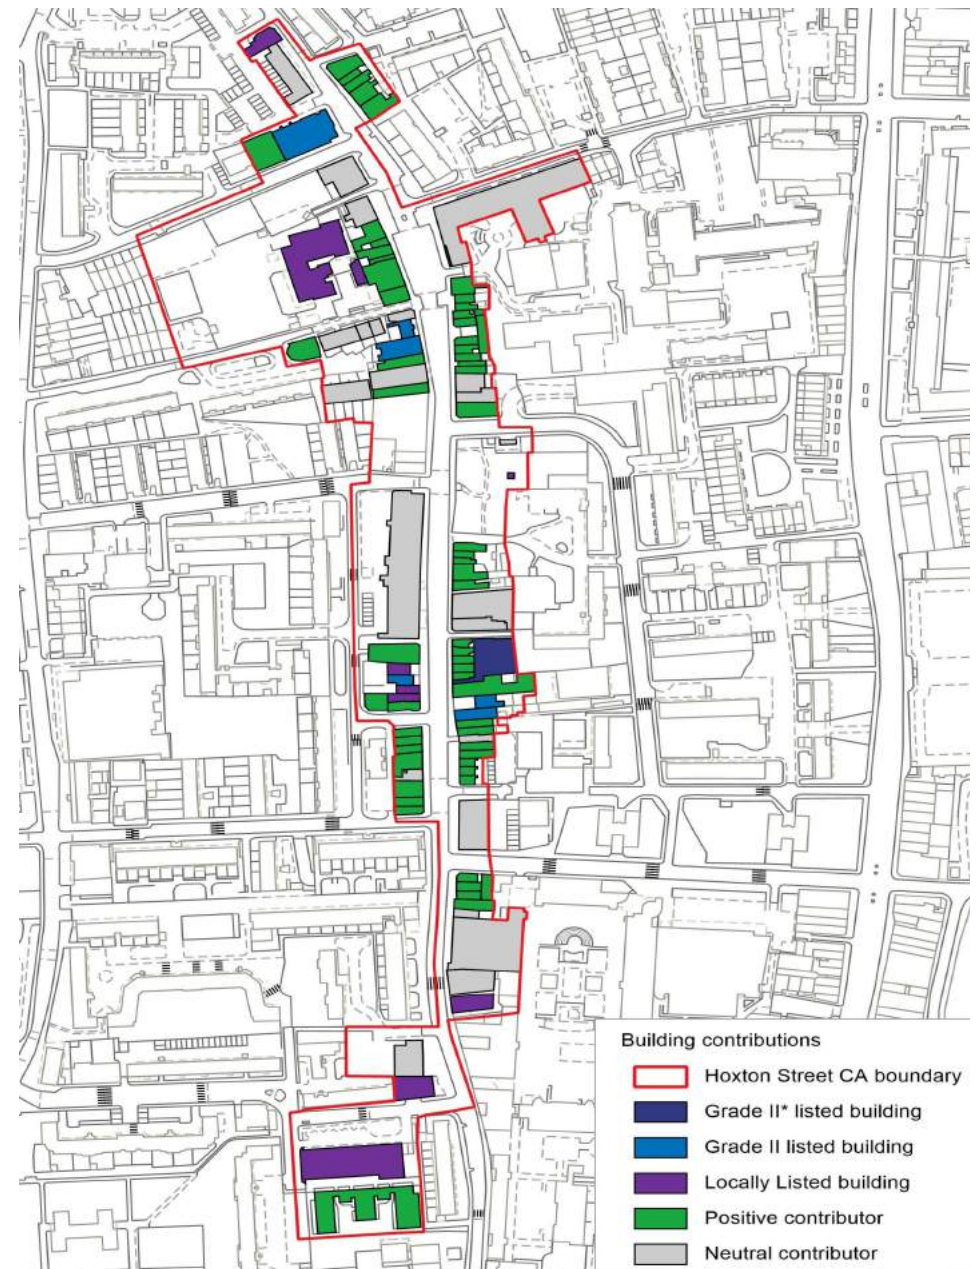 Building contributions
Hoxton Street CA boundary
Grade II* listed building
Grade II listed building
Locally Listed building
Positive contributor
Neutral contributor